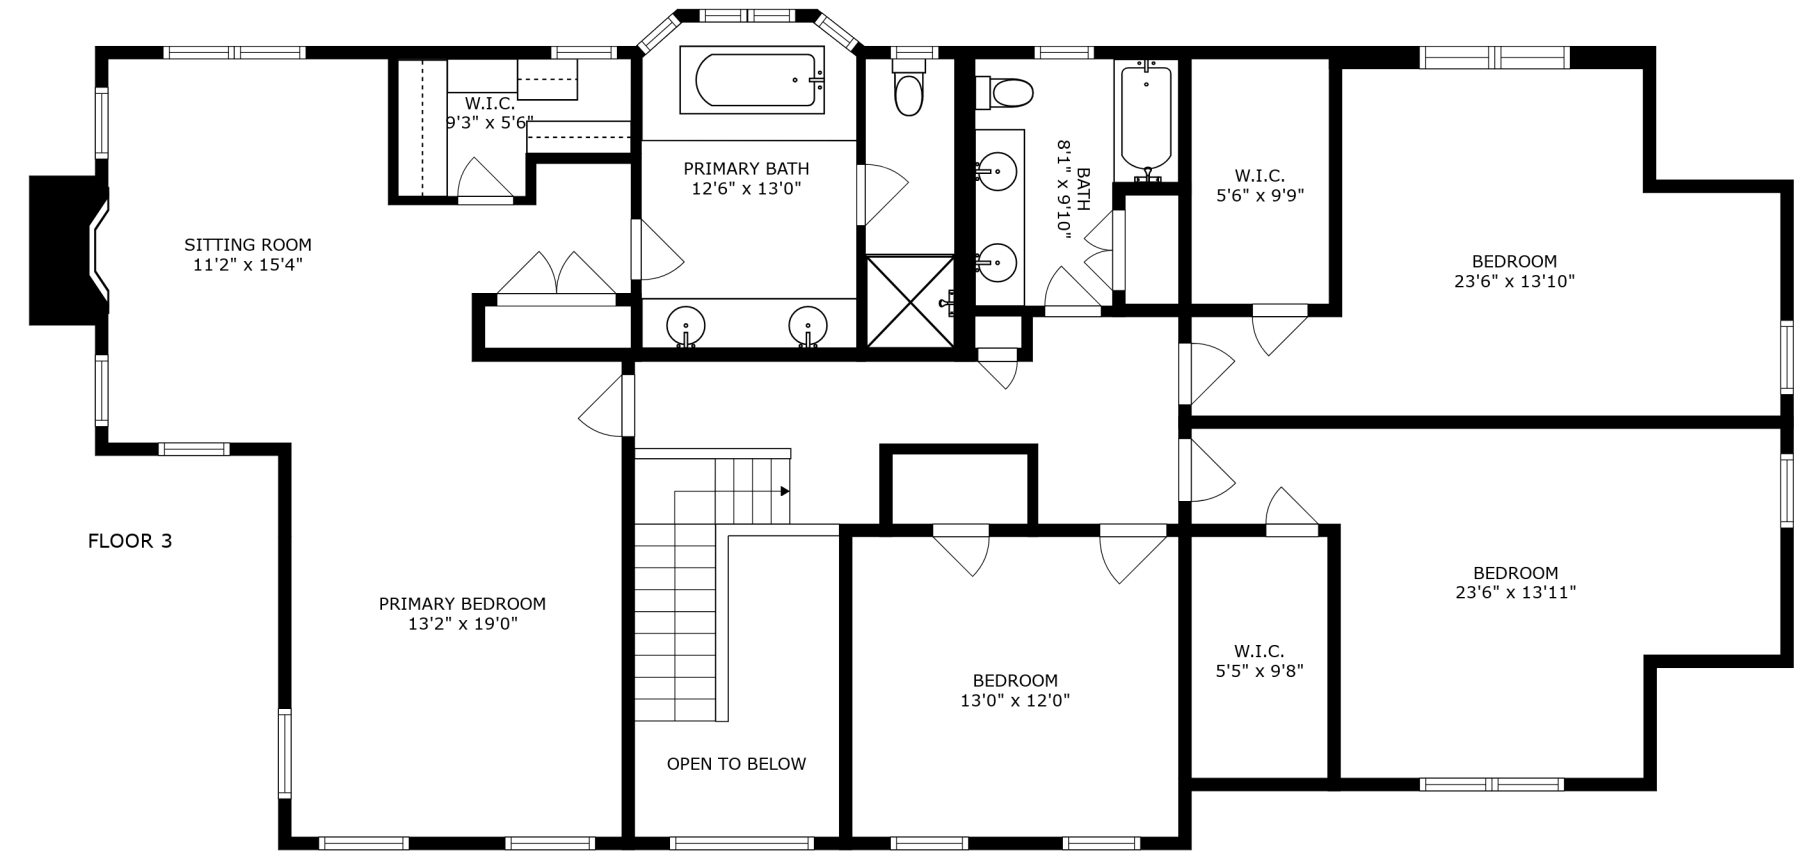 W.I.C.
9'3" x 5'6"
PRIMARY BATH
12'6" x 13'0"
BATH
8'1" x 9'10"
W.I.C.
5'6" x 9'9"
SITTING ROOM
11'2" x 15'4"
BEDROOM
23'6" x 13'10"
FLOOR 3
PRIMARY BEDROOM
13'2" x 19'0"
BEDROOM
23'6" x 13'11"
W.I.C.
5'5" x 9'8"
BEDROOM
13'0" x 12'0"
OPEN TO BELOW